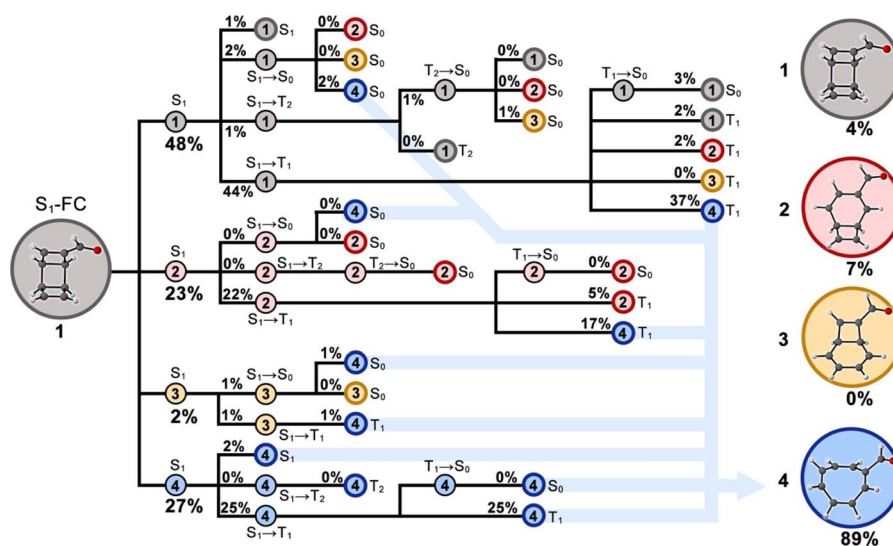 1% 1 S₁ 0% 2 S₀
2% 1 S₁→S₀ 0% 3 S₀
2% 4 S₀
S₁ 1 48%
1% S₁→T₂ 1
1% T₂→S₀ 1
0% 1 S₀
0% 2 S₀
1% 3 S₀
0% 1 T₂
44% S₁→T₁ 1
T₁→S₀ 1 3% 1 S₀
2% 1 T₁
2% 2 T₁
0% 3 T₁
37% 4 T₁
S₁-FC
1
S₁ 2 23%
0% S₁→S₀ 2 0% 4 S₀
0% 2 S₀
0% 2 S₁→T₂ 2 T₂→S₀ 2 S₀
22% 2 S₁→T₁
T₁→S₀ 2 0% 2 S₀
5% 2 T₁
17% 4 T₁
S₁ 3 2%
1% S₁→S₀ 3 1% 4 S₀
0% 3 S₀
1% 3 S₁→T₁ 1% 4 T₁
S₁ 4 27%
2% 4 S₁
0% 4 S₁→T₂ 0% 4 T₂
25% 4 S₁→T₁
T₁→S₀ 4 0% 4 S₀
25% 4 T₁
1
4%
2
7%
3
0%
4
89%